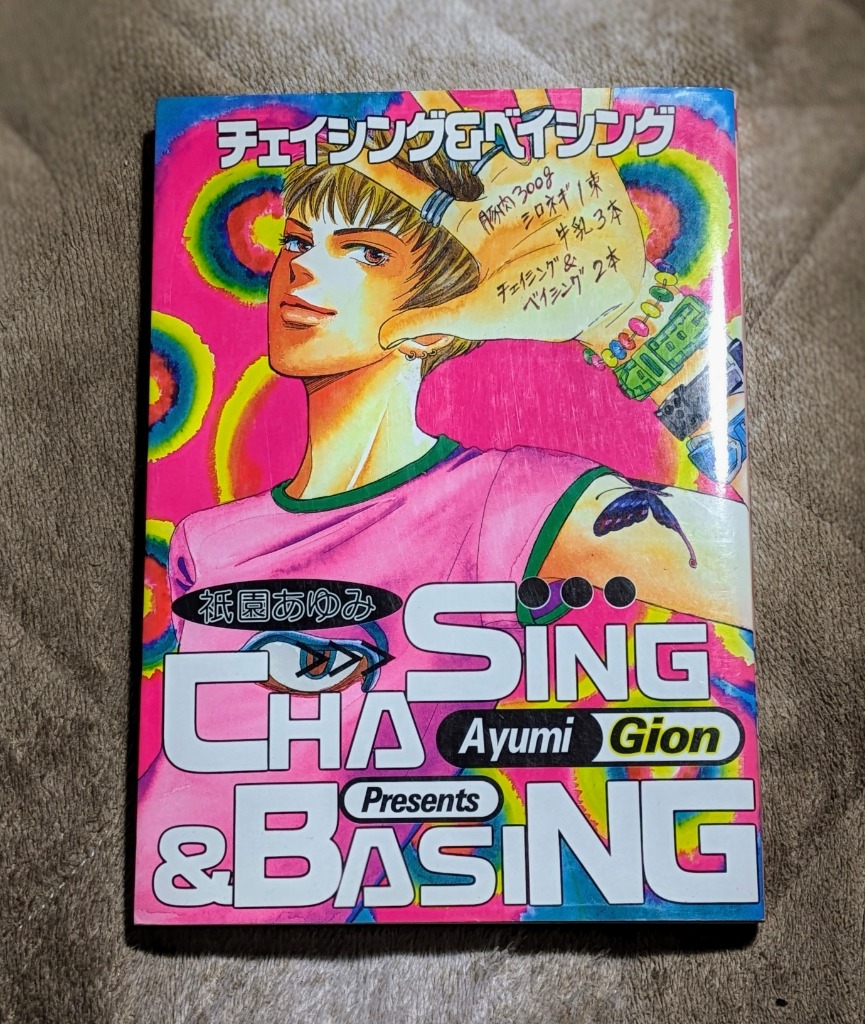 チェイシング&ベイシング
豚肉300g
シロネギ1束
牛乳3本
チェイシング&
ベイシング2本
祇園あゆみ
CHASING
Ayumi Gion
Presents
&BASING